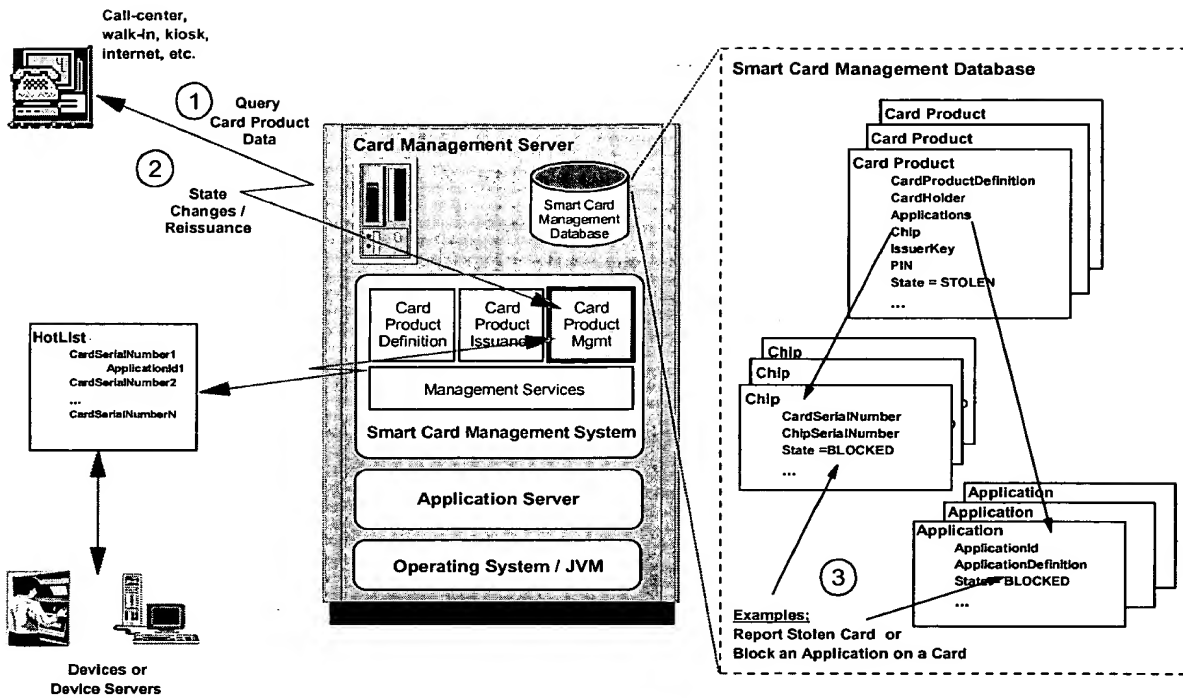 Call-center,
walk-in, kiosk,
internet, etc.
1
Query
Card Product
Data
2
State
Changes /
Reissuance
HotList
CardSerialNumber1
ApplicationId1
CardSerialNumber2
...
CardSerialNumberN
Devices or
Device Servers
Card Management Server
Smart Card
Management
Database
Card
Product
Definition
Card
Product
Issuance
Card
Product
Mgmt
Management Services
Smart Card Management System
Application Server
Operating System / JVM
Smart Card Management Database
Card Product
Card Product
Card Product
CardProductDefinition
CardHolder
Applications
Chip
IssuerKey
PIN
State = STOLEN
...
Chip
Chip
Chip
CardSerialNumber
ChipSerialNumber
State =BLOCKED
...
Application
Application
Application
ApplicationId
ApplicationDefinition
State = BLOCKED
...
3
Examples;
Report Stolen Card or
Block an Application on a Card